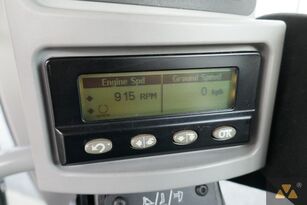 Engine Spd Ground Speed
915 RPM 0 kph
OK